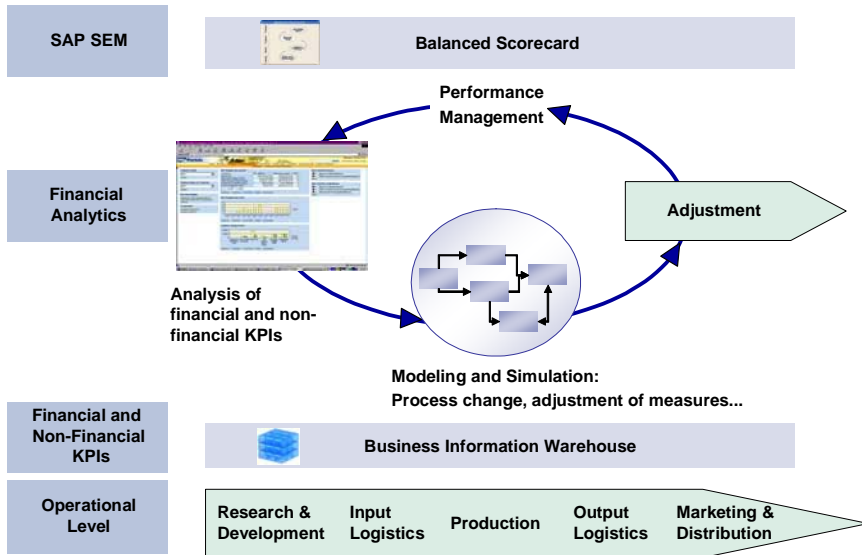 SAP SEM
Balanced Scorecard
Performance
Management
Financial
Analytics
Adjustment
Analysis of
financial and non-
financial KPIs
Modeling and Simulation:
Process change, adjustment of measures...
Financial and
Non-Financial
KPIs
Business Information Warehouse
Operational
Level
Research &
Development
Input
Logistics
Production
Output
Logistics
Marketing &
Distribution